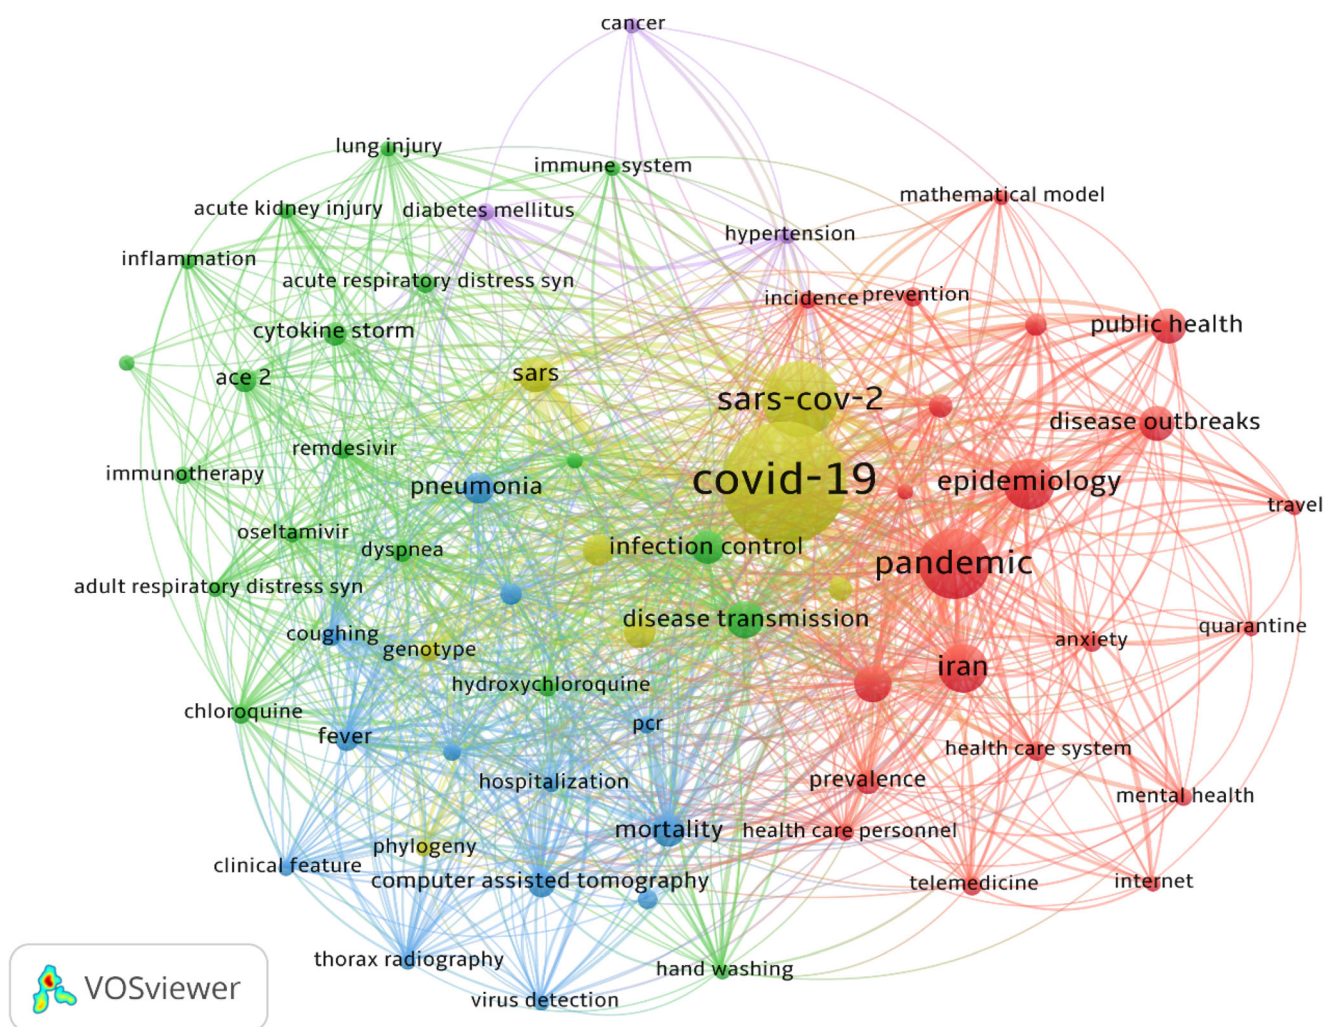 cancer
lung injury
immune system
acute kidney injury
diabetes mellitus
mathematical model
hypertension
inflammation
acute respiratory distress syn
incidence
prevention
cytokine storm
public health
ace 2
sars
sars-cov-2
disease outbreaks
remdesivir
immunotherapy
pneumonia
covid-19
epidemiology
travel
oseltamivir
dyspnea
infection control
pandemic
adult respiratory distress syn
coughing
genotype
disease transmission
anxiety
quarantine
hydroxychloroquine
iran
chloroquine
fever
pcr
health care system
hospitalization
prevalence
mental health
mortality
health care personnel
phylogeny
clinical feature
computer assisted tomography
telemedicine
internet
thorax radiography
hand washing
virus detection
VOSviewer